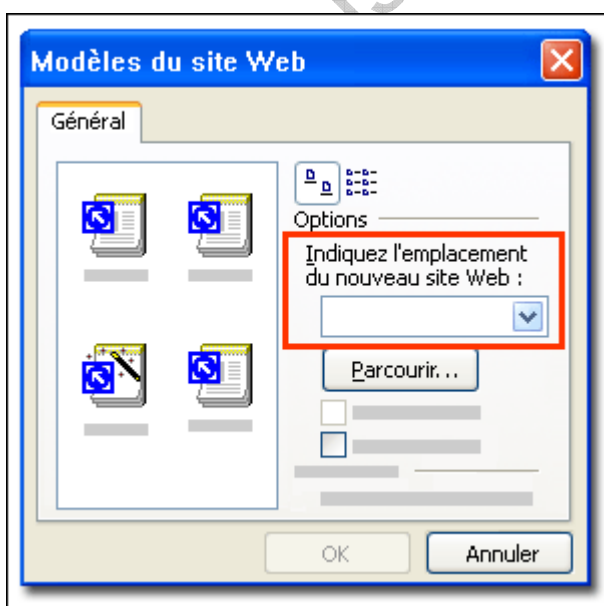 Modèles du site Web
Général
Options
Indiquez l'emplacement
du nouveau site Web :
Parcourir...
OK
Annuler